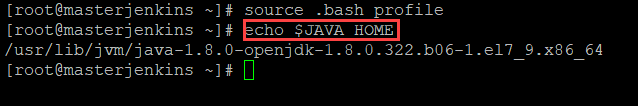 [root@masterjenkins ~]# source .bash_profile
[root@masterjenkins ~]# echo $JAVA_HOME
/usr/lib/jvm/java-1.8.0-openjdk-1.8.0.322.b06-1.el7_9.x86_64
[root@masterjenkins ~]#